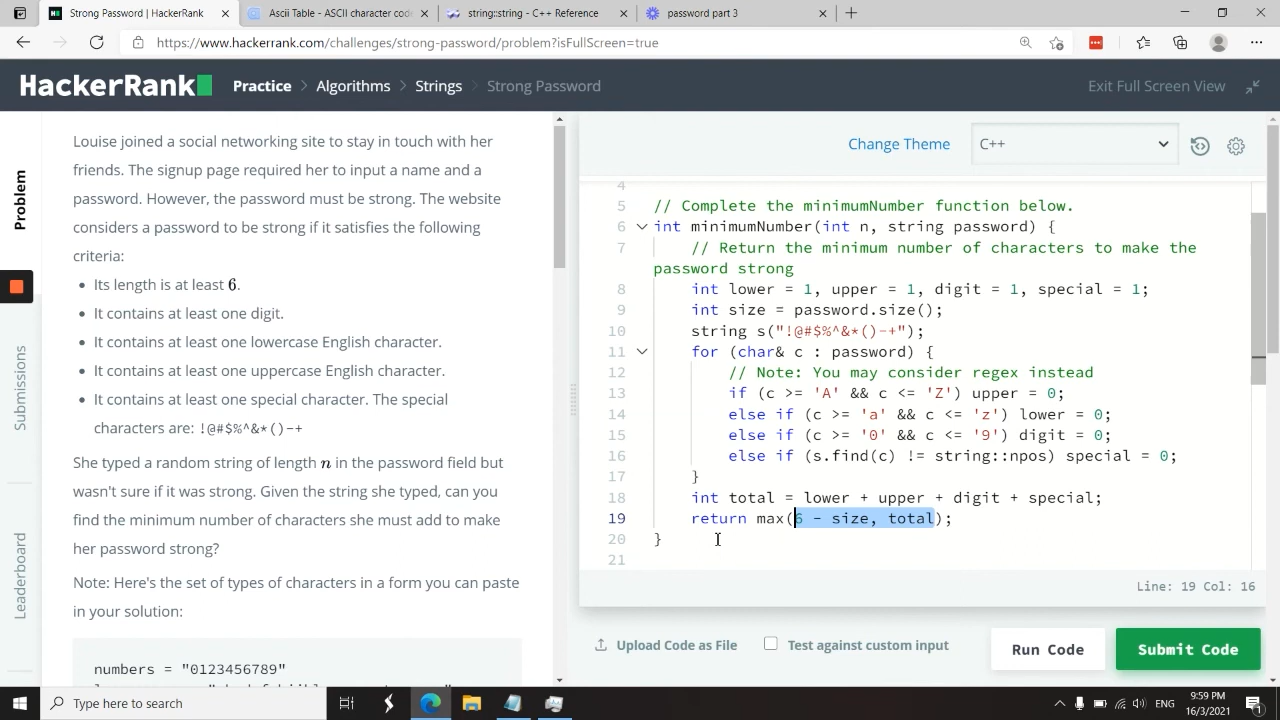 Strong Password | HackerRank
Ascii Table - ASCII character cod
string::string - C++ Reference
password part 3
https://www.hackerrank.com/challenges/strong-password/problem?isFullScreen=true
HackerRank
Practice > Algorithms > Strings > Strong Password
Exit Full Screen View
Problem
Submissions
Leaderboard
Louise joined a social networking site to stay in touch with her
friends. The signup page required her to input a name and a
password. However, the password must be strong. The website
considers a password to be strong if it satisfies the following
criteria:
• Its length is at least 6.
• It contains at least one digit.
• It contains at least one lowercase English character.
• It contains at least one uppercase English character.
• It contains at least one special character. The special
characters are: !@#$%^&*()-+
She typed a random string of length n in the password field but
wasn't sure if it was strong. Given the string she typed, can you
find the minimum number of characters she must add to make
her password strong?
Note: Here's the set of types of characters in a form you can paste
in your solution:
numbers = "0123456789"
Change Theme
C++
4
5 // Complete the minimumNumber function below.
6 int minimumNumber(int n, string password) {
7 // Return the minimum number of characters to make the
password strong
8 int lower = 1, upper = 1, digit = 1, special = 1;
9 int size = password.size();
10 string s("!@#$%^&*()-+");
11 for (char& c : password) {
12 // Note: You may consider regex instead
13 if (c >= 'A' && c <= 'Z') upper = 0;
14 else if (c >= 'a' && c <= 'z') lower = 0;
15 else if (c >= '0' && c <= '9') digit = 0;
16 else if (s.find(c) != string::npos) special = 0;
17 }
18 int total = lower + upper + digit + special;
19 return max(6 - size, total);
20 }
21
Line: 19 Col: 16
Upload Code as File
Test against custom input
Run Code
Submit Code
Type here to search
ENG
9:59 PM
16/3/2021